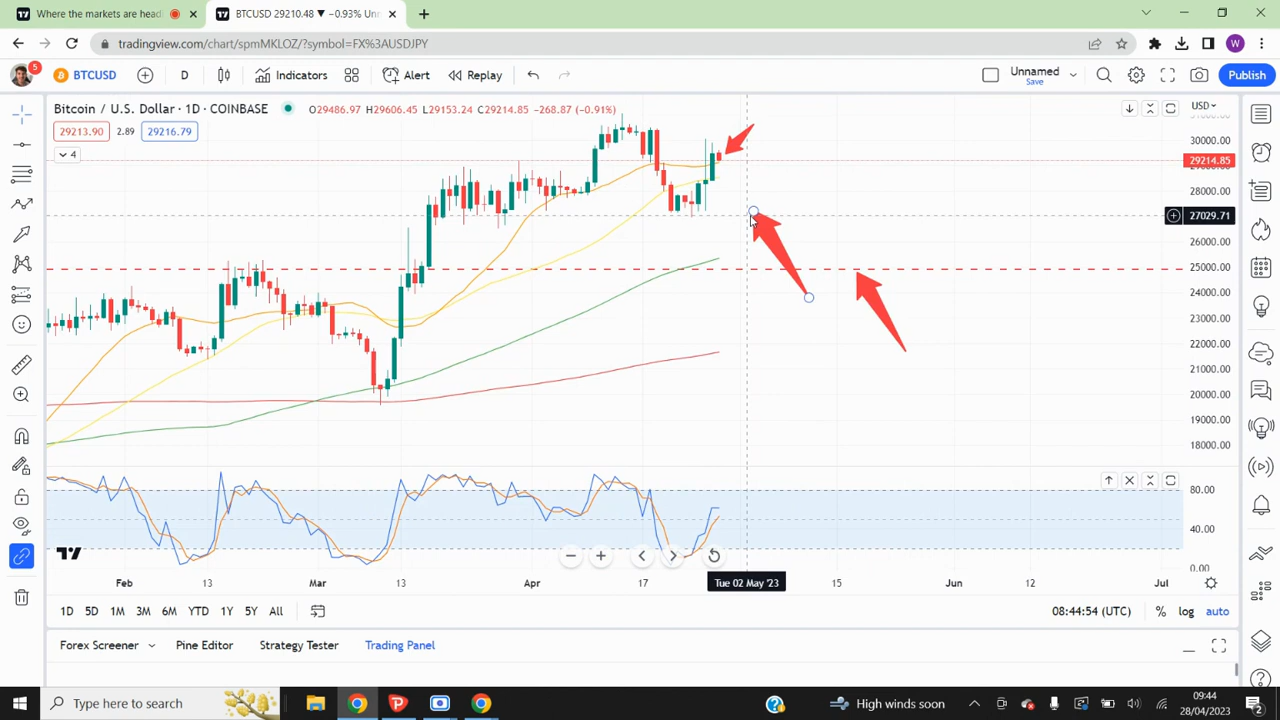 Where the markets are head
BTCUSD 29210.48 ▼ −0.93% Unn
tradingview.com/chart/spmMKLOZ/?symbol=FX%3AUSDJPY
W
5
BTCUSD
D
Indicators
Alert
Replay
Unnamed
Save
Publish
Bitcoin / U.S. Dollar · 1D · COINBASE
O29486.97 H29606.45 L29153.24 C29214.85 −268.87 (−0.91%)
USD
29213.90
2.89
29216.79
4
30000.00
29214.85
28000.00
27029.71
26000.00
25000.00
24000.00
23000.00
22000.00
21000.00
20000.00
19000.00
18000.00
80.00
40.00
0.00
Feb
13
Mar
13
Apr
17
Tue 02 May '23
15
Jun
12
Jul
1D
5D
1M
3M
6M
YTD
1Y
5Y
All
08:44:54 (UTC)
%
log
auto
Forex Screener
Pine Editor
Strategy Tester
Trading Panel
Type here to search
High winds soon
09:44
28/04/2023
2